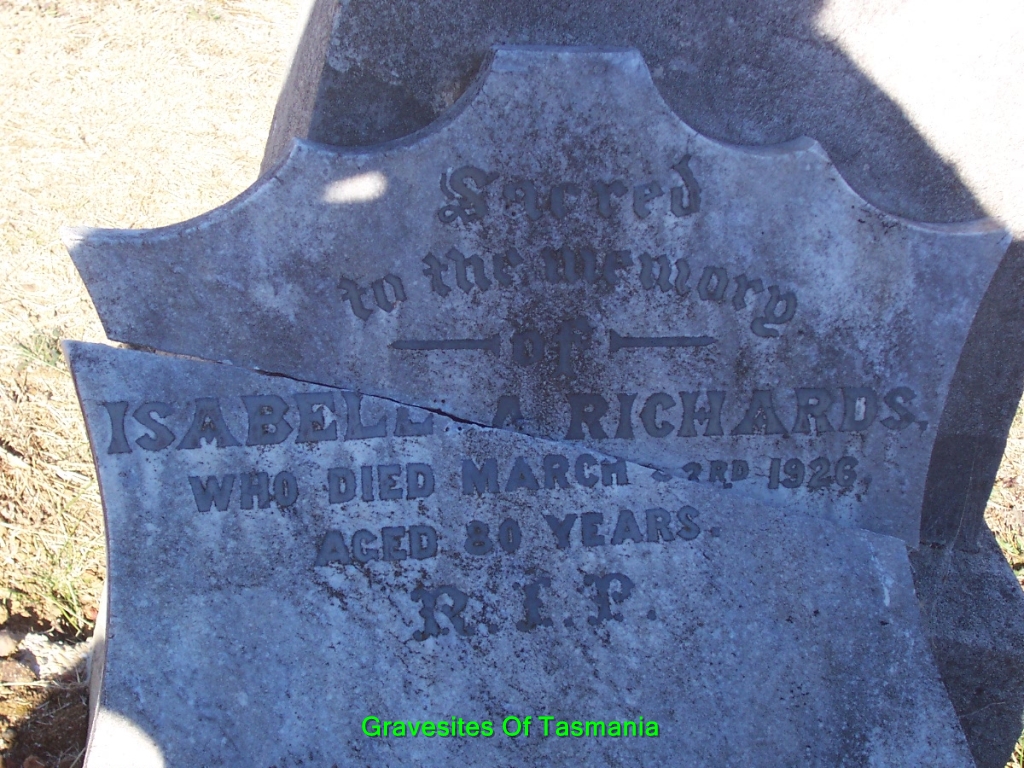 Sacred
to the memory
of
RICHARDS.
WHO DIED MARCH 1926,
AGED 80 YEARS.
R.I.P.
Gravesites Of Tasmania